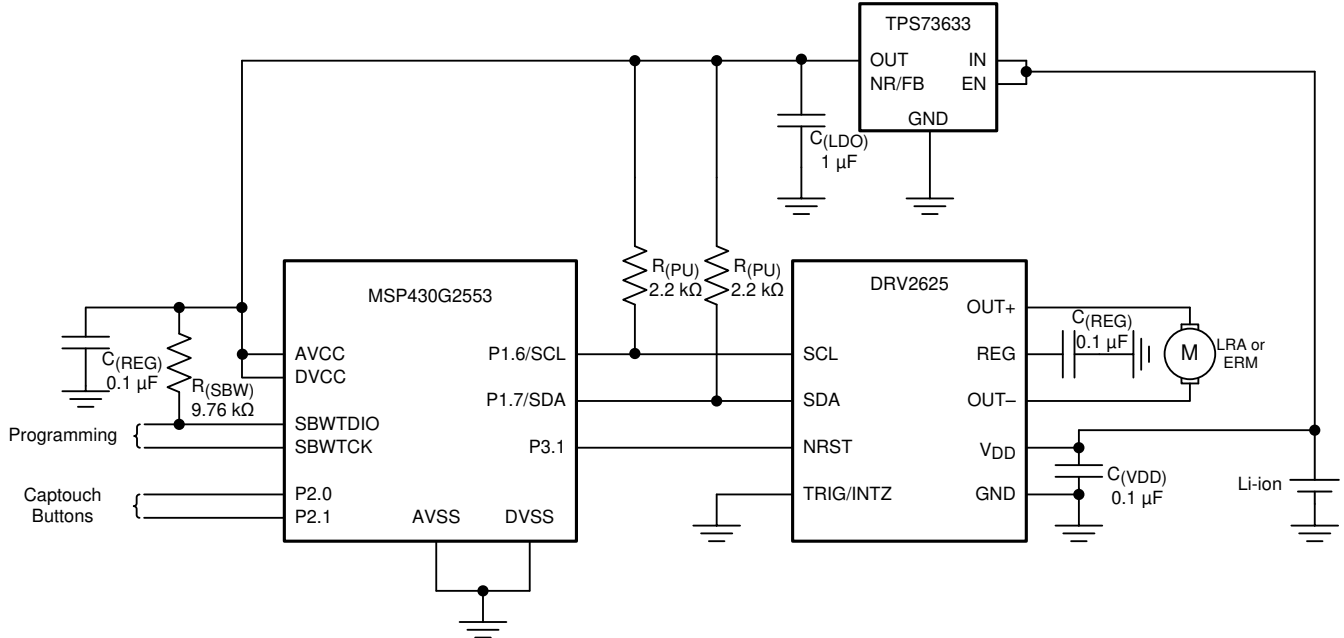 TPS73633
OUT
IN
NR/FB
EN
GND
C(LDO)
1 µF
R(PU)
2.2 kΩ
R(PU)
2.2 kΩ
MSP430G2553
DRV2625
OUT+
C(REG)
0.1 µF
AVCC
DVCC
P1.6/SCL
SCL
REG
C(REG)
0.1 µF
M
LRA or
ERM
R(SBW)
9.76 kΩ
P1.7/SDA
SDA
OUT–
Programming
SBWTDIO
SBWTCK
P3.1
NRST
VDD
C(VDD)
0.1 µF
Captouch
Buttons
P2.0
P2.1
TRIG/INTZ
GND
Li-ion
AVSS
DVSS